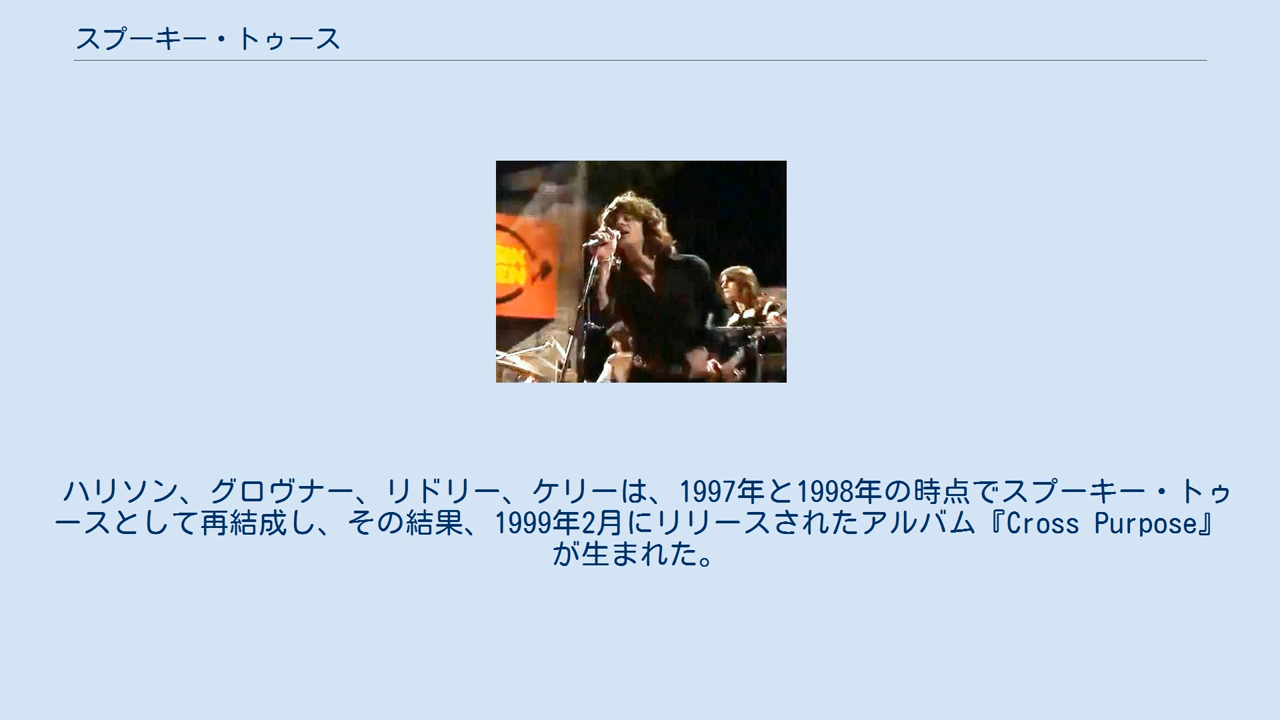 スプーキー・トゥース
ハリソン、グロヴナー、リドリー、ケリーは、1997年と1998年の時点でスプーキー・トゥ
ースとして再結成し、その結果、1999年2月にリリースされたアルバム『Cross Purpose』
が生まれた。